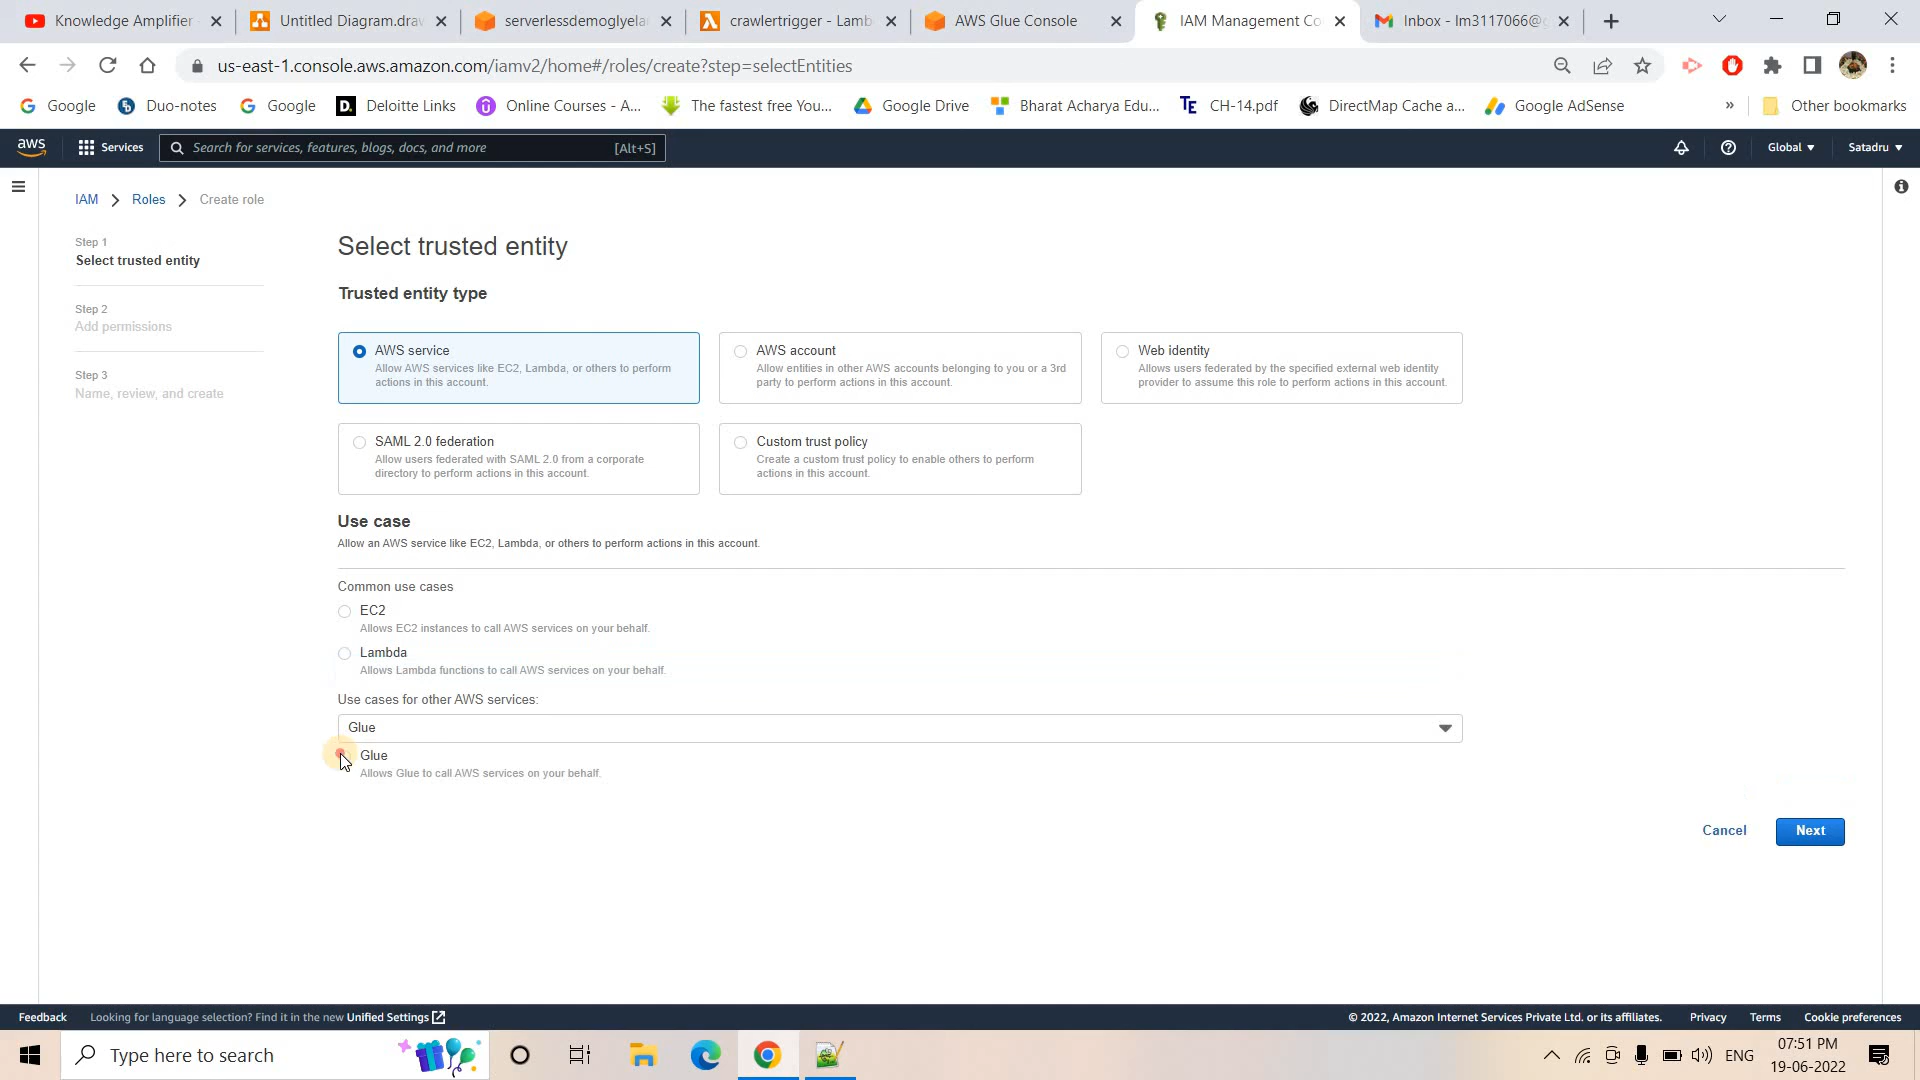 Knowledge Amplifier
Untitled Diagram.draw
serverlessdemoglyela
crawlertrigger - Lamb
AWS Glue Console
IAM Management Co
Inbox - lm3117066@g
us-east-1.console.aws.amazon.com/iamv2/home#/roles/create?step=selectEntities
Google
Duo-notes
Google
D. Deloitte Links
Online Courses - A...
The fastest free You...
Google Drive
Bharat Acharya Edu...
TE CH-14.pdf
DirectMap Cache a...
Google AdSense
»
Other bookmarks
aws
Services
Search for services, features, blogs, docs, and more [Alt+S]
Global
Satadru
IAM
Roles
Create role
Step 1
Select trusted entity
Step 2
Add permissions
Step 3
Name, review, and create
Select trusted entity
Trusted entity type
AWS service
Allow AWS services like EC2, Lambda, or others to perform
actions in this account.
AWS account
Allow entities in other AWS accounts belonging to you or a 3rd
party to perform actions in this account.
Web identity
Allows users federated by the specified external web identity
provider to assume this role to perform actions in this account.
SAML 2.0 federation
Allow users federated with SAML 2.0 from a corporate
directory to perform actions in this account.
Custom trust policy
Create a custom trust policy to enable others to perform
actions in this account.
Use case
Allow an AWS service like EC2, Lambda, or others to perform actions in this account.
Common use cases
EC2
Allows EC2 instances to call AWS services on your behalf.
Lambda
Allows Lambda functions to call AWS services on your behalf.
Use cases for other AWS services:
Glue
Glue
Allows Glue to call AWS services on your behalf.
Cancel
Next
Feedback
Looking for language selection? Find it in the new Unified Settings
© 2022, Amazon Internet Services Private Ltd. or its affiliates.
Privacy
Terms
Cookie preferences
Type here to search
ENG
07:51 PM
19-06-2022